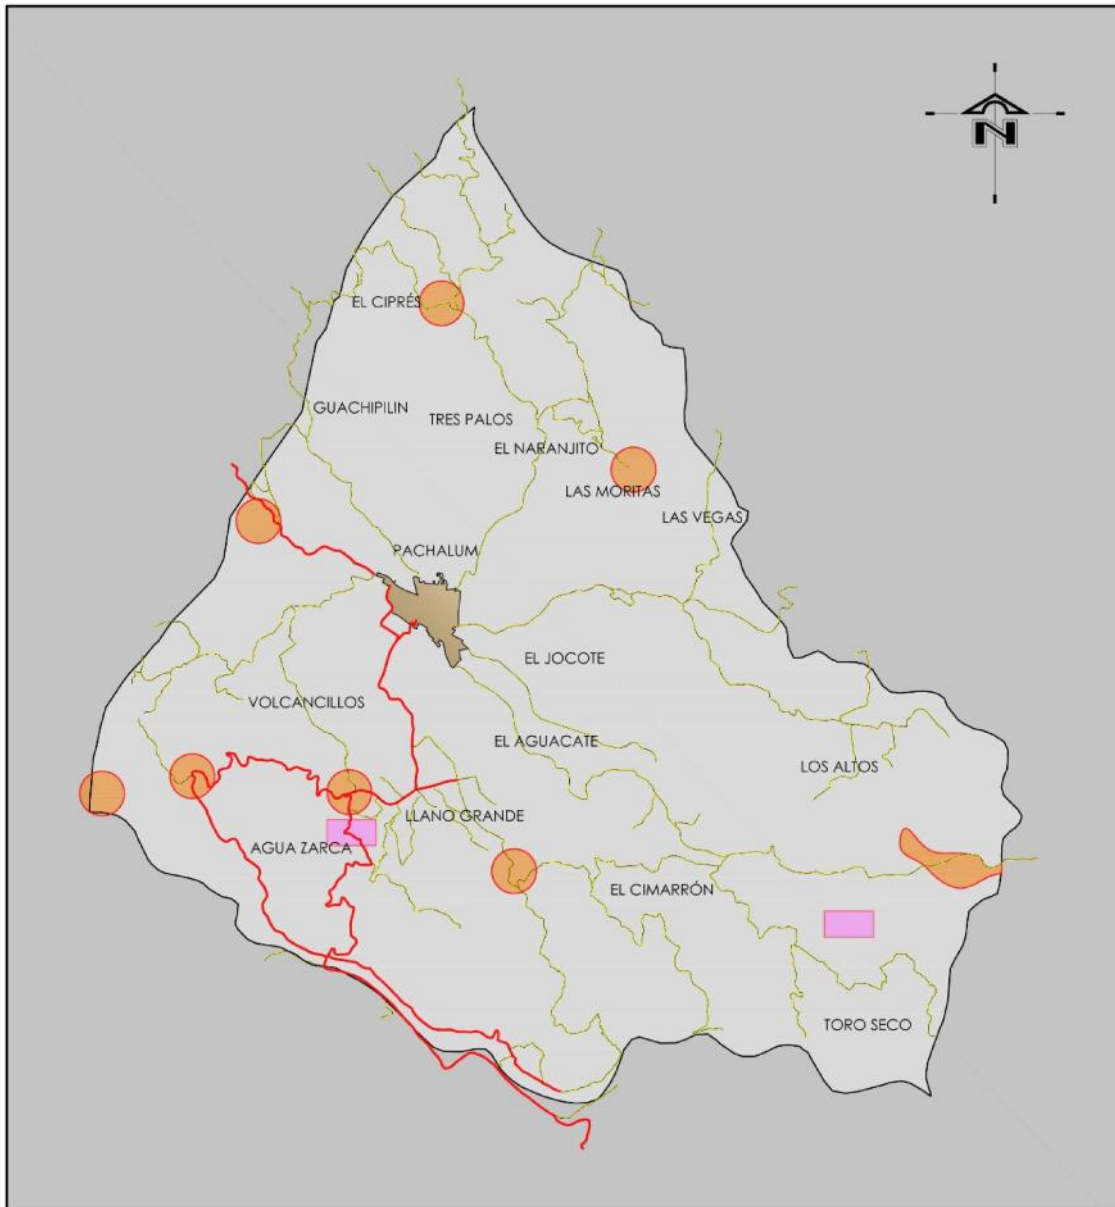 N
EL CIPRÉS
GUACHIPILIN
TRES PALOS
EL NARANJITO
LAS MORITAS
LAS VEGAS
PACHALUM
EL JOCOTE
VOLCANCILLOS
EL AGUACATE
LOS ALTOS
LLANO GRANDE
AGUA ZARCA
EL CIMARRÓN
TORO SECO